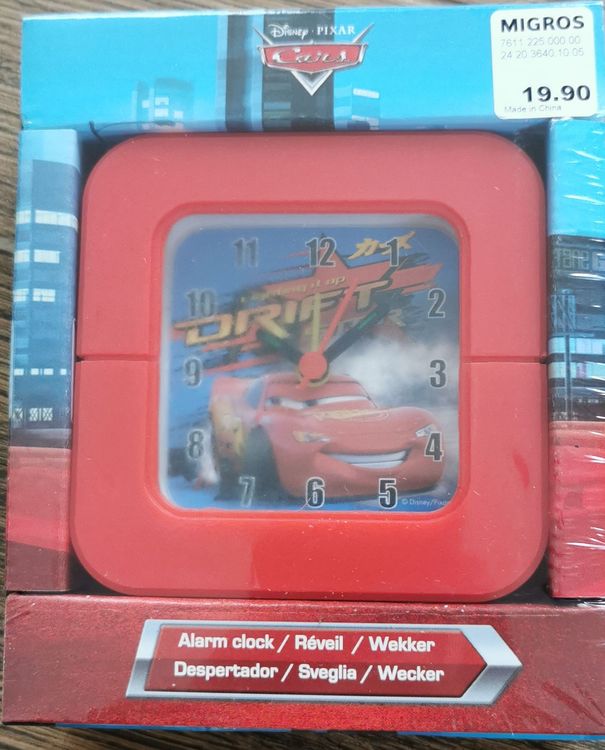 Disney · PIXAR
Cars
MIGROS
7611.225.000.00
24.20.3640.10.05
19.90
Made in China
カーズ
11 12 1
10 2
DRIFT
9 3
8 4
7 6 5
© Disney/Pixar
Alarm clock / Réveil / Wekker
Despertador / Sveglia / Wecker